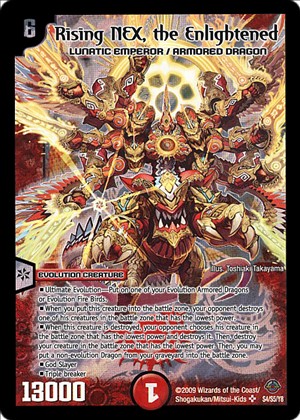 6
Rising NEX, the Enlightened
LUNATIC EMPEROR / ARMORED DRAGON
Illus. Toshiaki Takayama
EVOLUTION CREATURE
■ Ultimate Evolution—Put on one of your Evolution Armored Dragons
or Evolution Fire Birds.
■ When you put this creature into the battle zone, your opponent destroys
one of his creatures in the battle zone that has the lowest power.
■ When this creature is destroyed, your opponent chooses his creature
in the battle zone that has the lowest power and destroys it. Then destroy
your creature in the battle zone that has the lowest power. Then, you may
put a non-evolution Dragon from your graveyard into the battle zone.
■ God Slayer
■ Triple breaker
13000
1
©2009 Wizards of the Coast/
Shogakukan/Mitsui-Kids
S4/S5/Y8